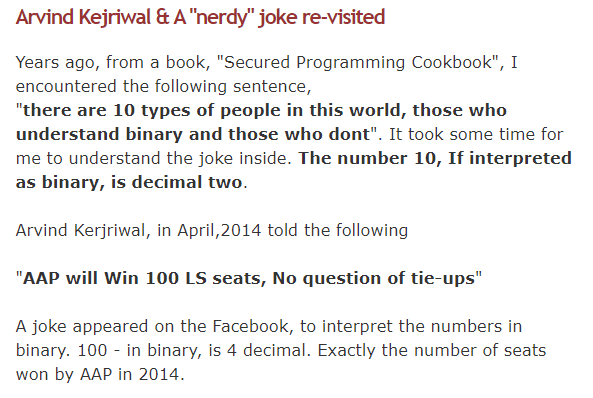 Arvind Kejriwal & A "nerdy" joke re-visited
Years ago, from a book, "Secured Programming Cookbook", I
encountered the following sentence,
"there are 10 types of people in this world, those who
understand binary and those who dont". It took some time for
me to understand the joke inside. The number 10, If interpreted
as binary, is decimal two.
Arvind Kerjriwal, in April,2014 told the following
"AAP will Win 100 LS seats, No question of tie-ups"
A joke appeared on the Facebook, to interpret the numbers in
binary. 100 - in binary, is 4 decimal. Exactly the number of seats
won by AAP in 2014.